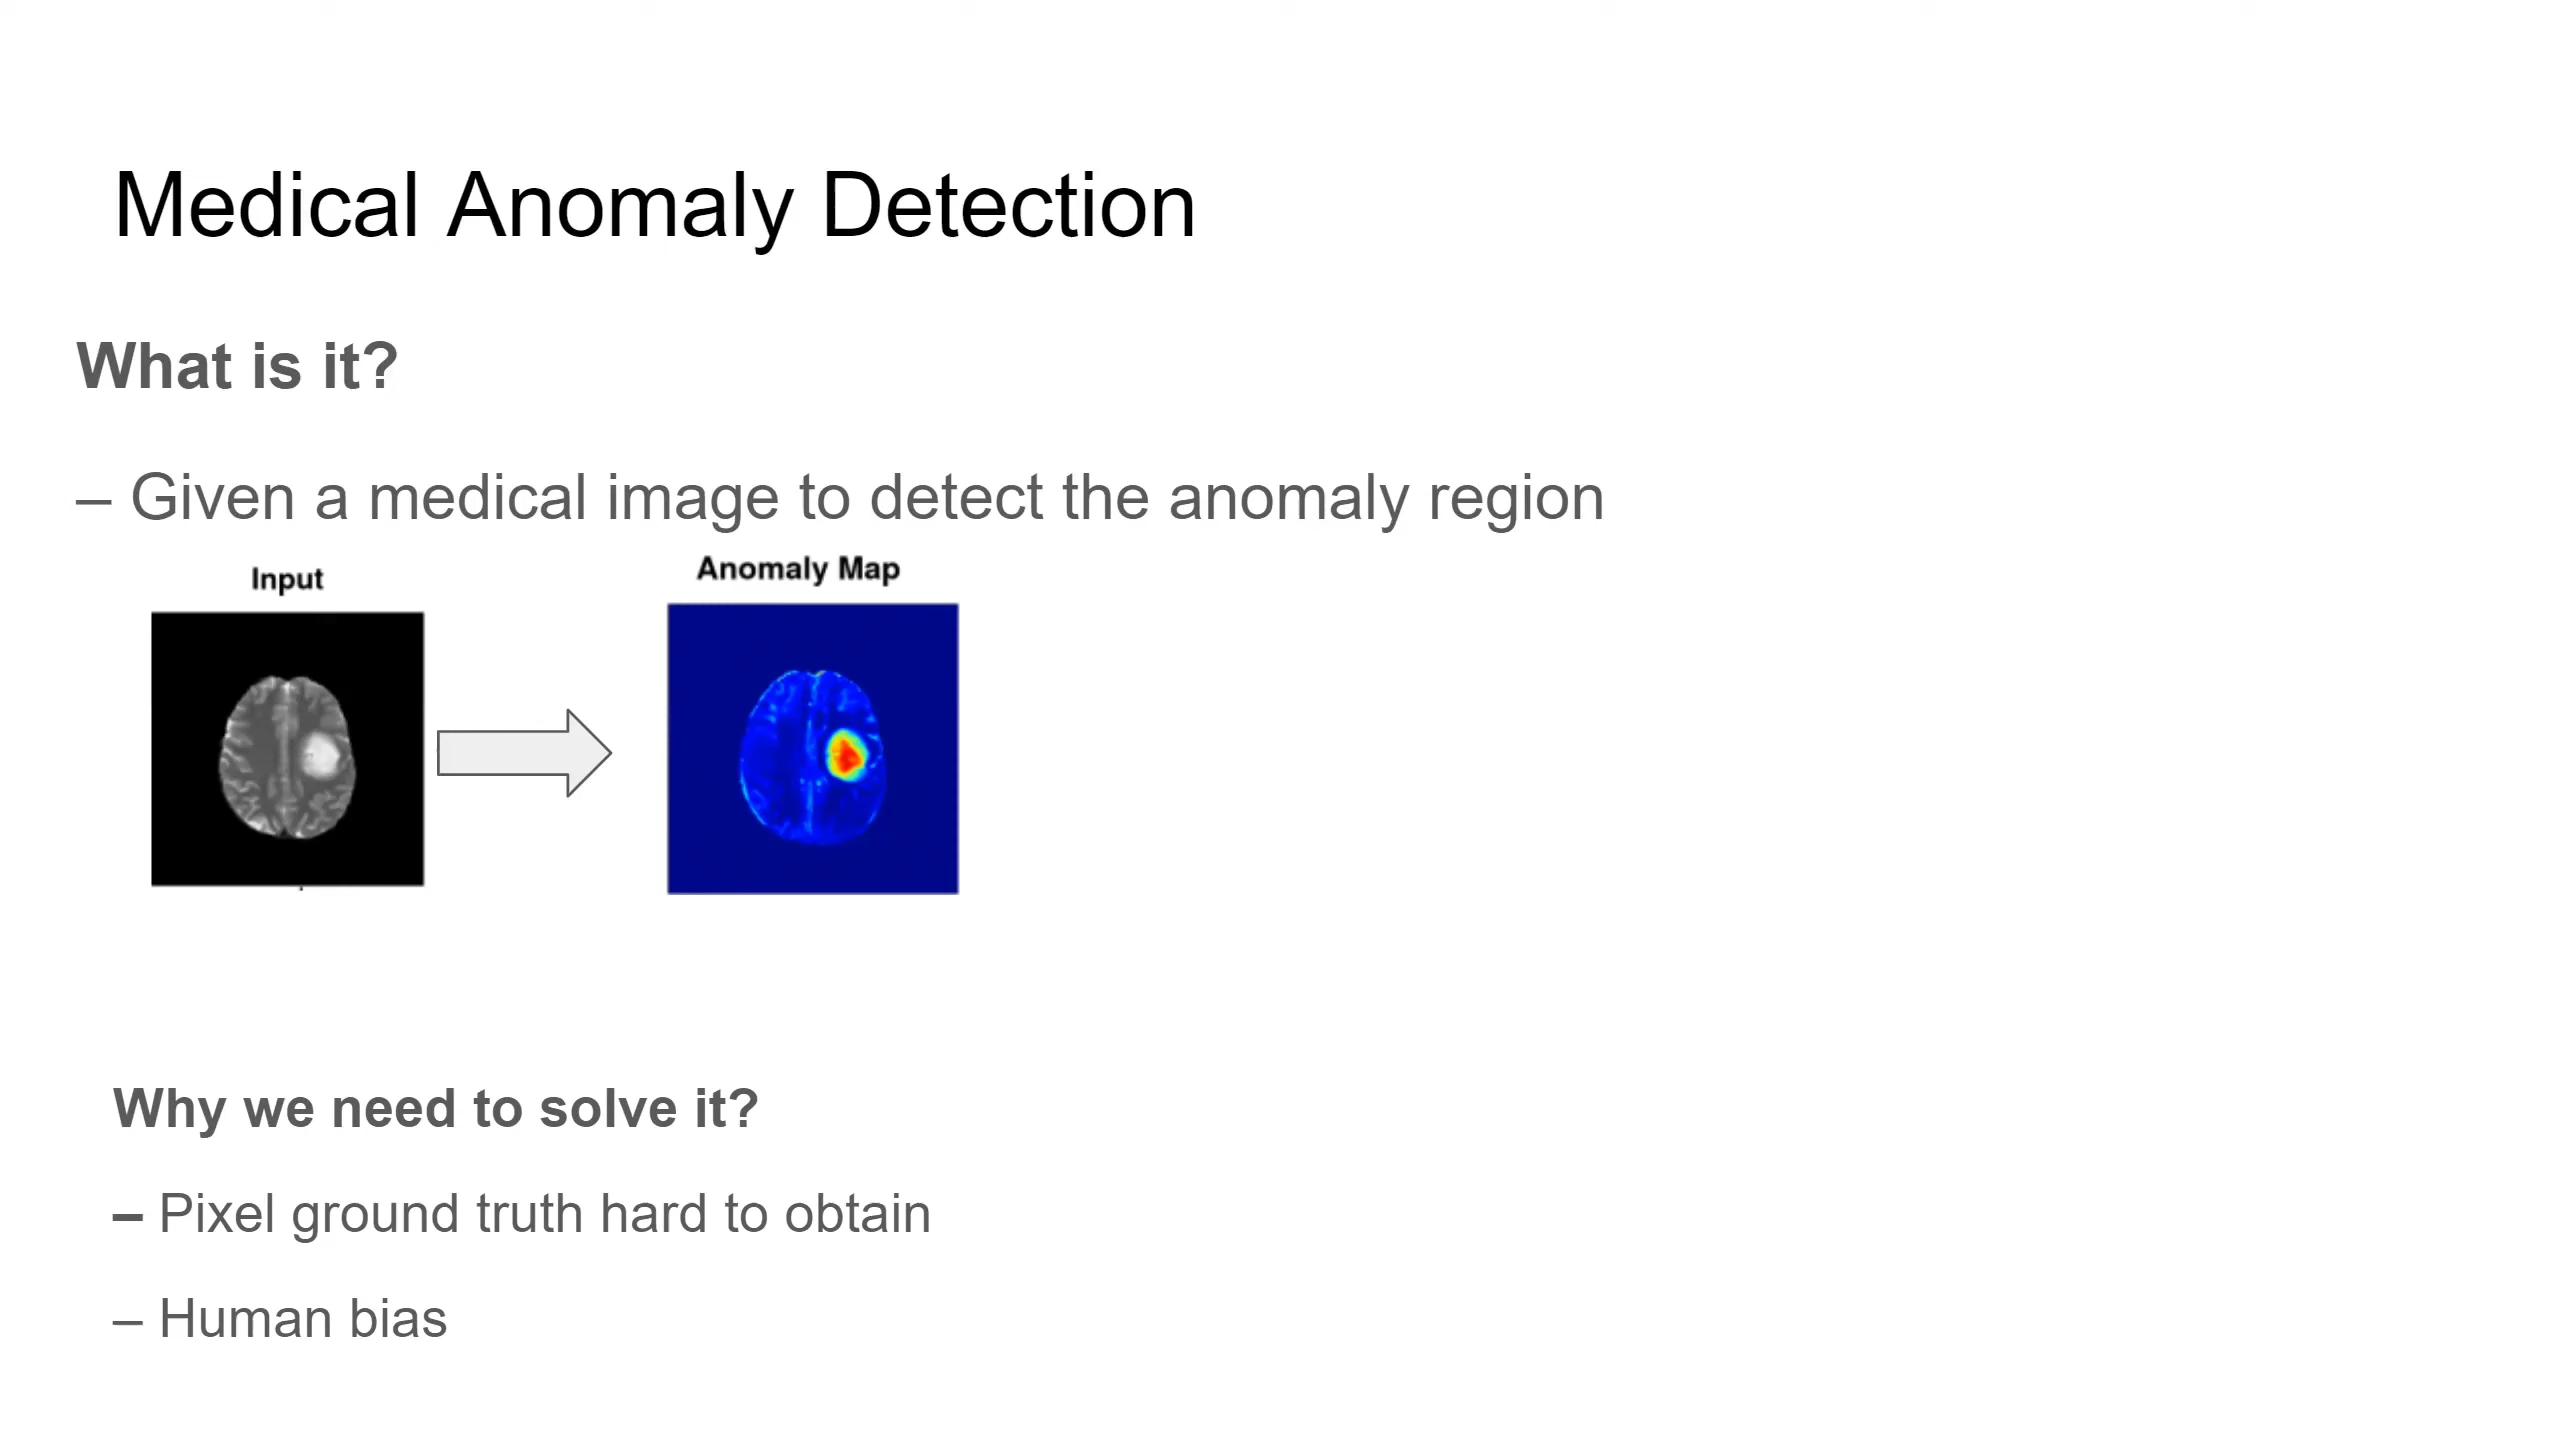 Medical Anomaly Detection
What is it?
– Given a medical image to detect the anomaly region
Input
Anomaly Map
Why we need to solve it?
– Pixel ground truth hard to obtain
– Human bias